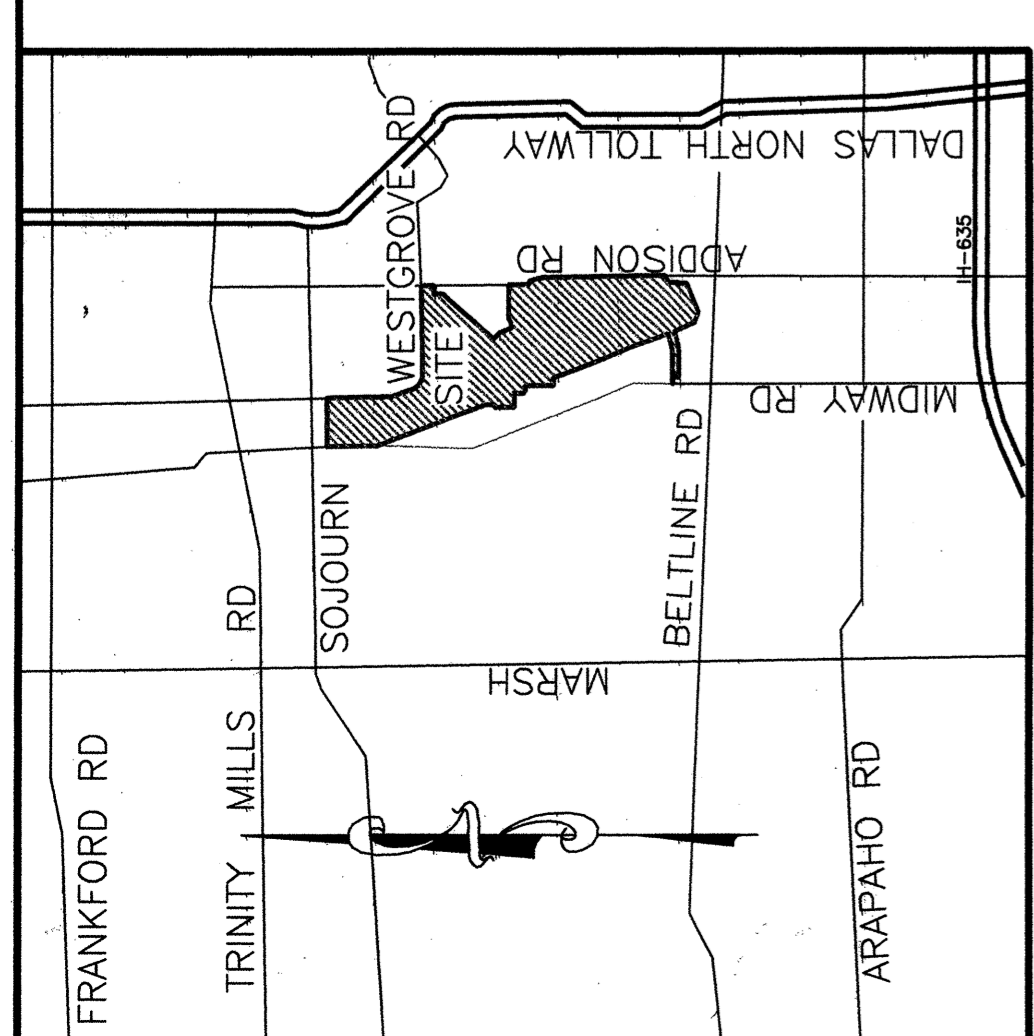 DALLAS NORTH TOLLWAY
WESTGROVE RD
ADDISON RD
IH-635
SITE
MIDWAY RD
BELTLINE RD
SOJOURN
MARSH
TRINITY MILLS RD
FRANKFORD RD
ARAPAHO RD